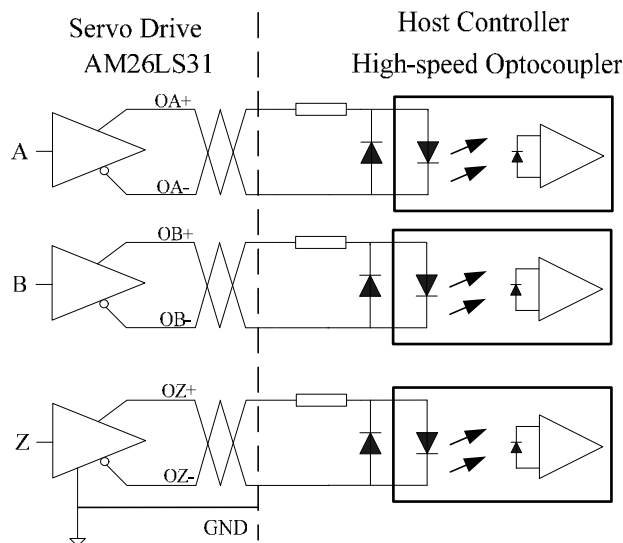 Servo Drive
AM26LS31
Host Controller
High-speed Optocoupler
OA+
A
OA-
OB+
B
OB-
OZ+
Z
OZ-
GND